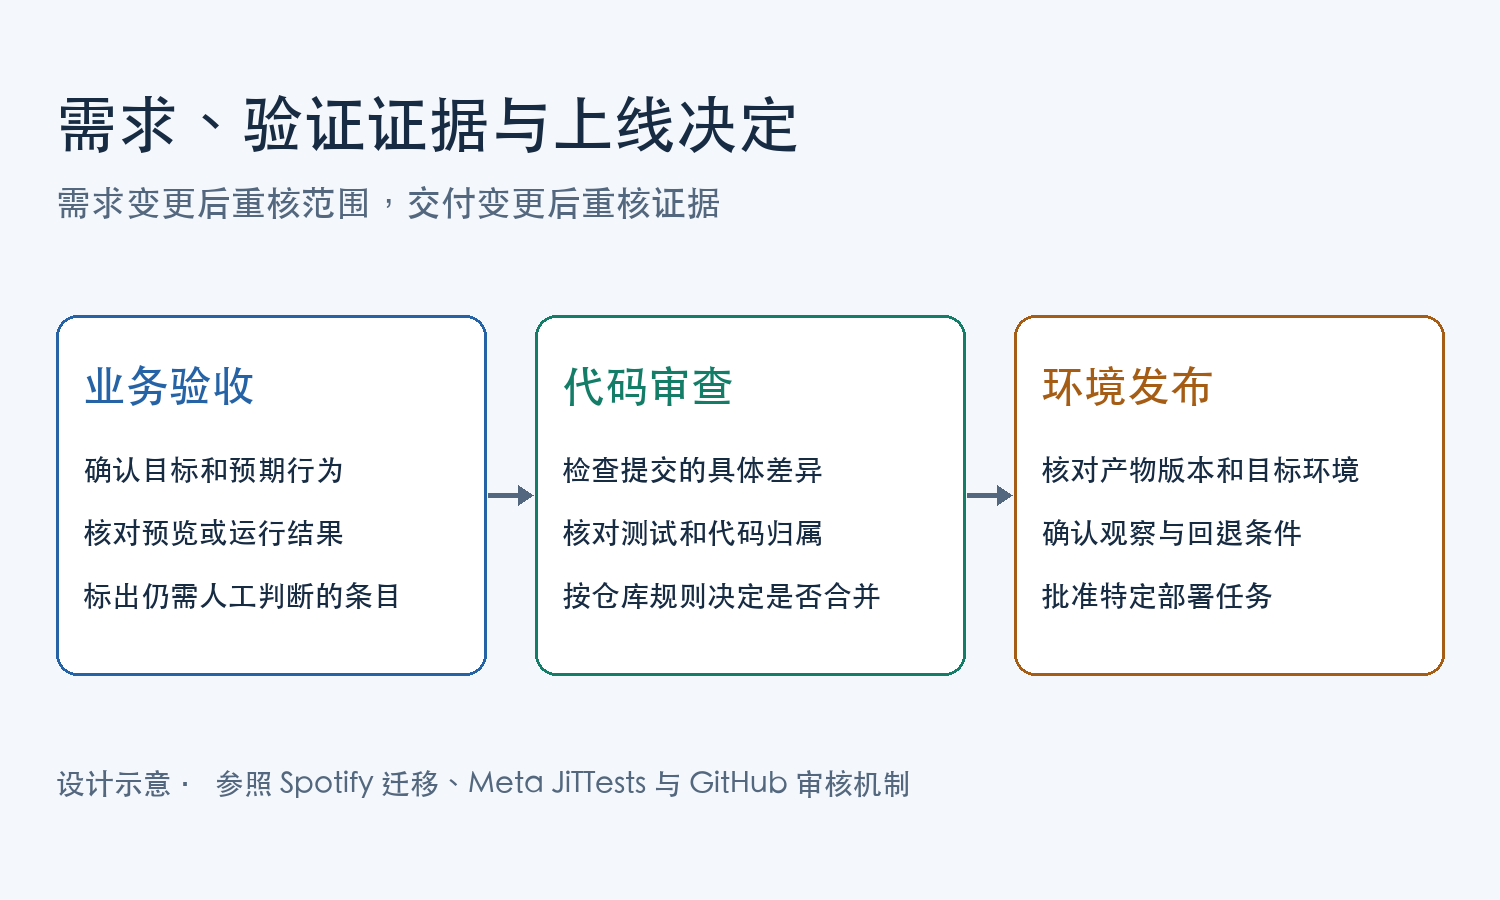 需求、验证证据与上线决定
需求变更后重核范围，交付变更后重核证据
业务验收
确认目标和预期行为
核对预览或运行结果
标出仍需人工判断的条目
代码审查
检查提交的具体差异
核对测试和代码归属
按仓库规则决定是否合并
环境发布
核对产物版本和目标环境
确认观察与回退条件
批准特定部署任务
设计示意 · 参照 Spotify 迁移、Meta JiTTests 与 GitHub 审核机制